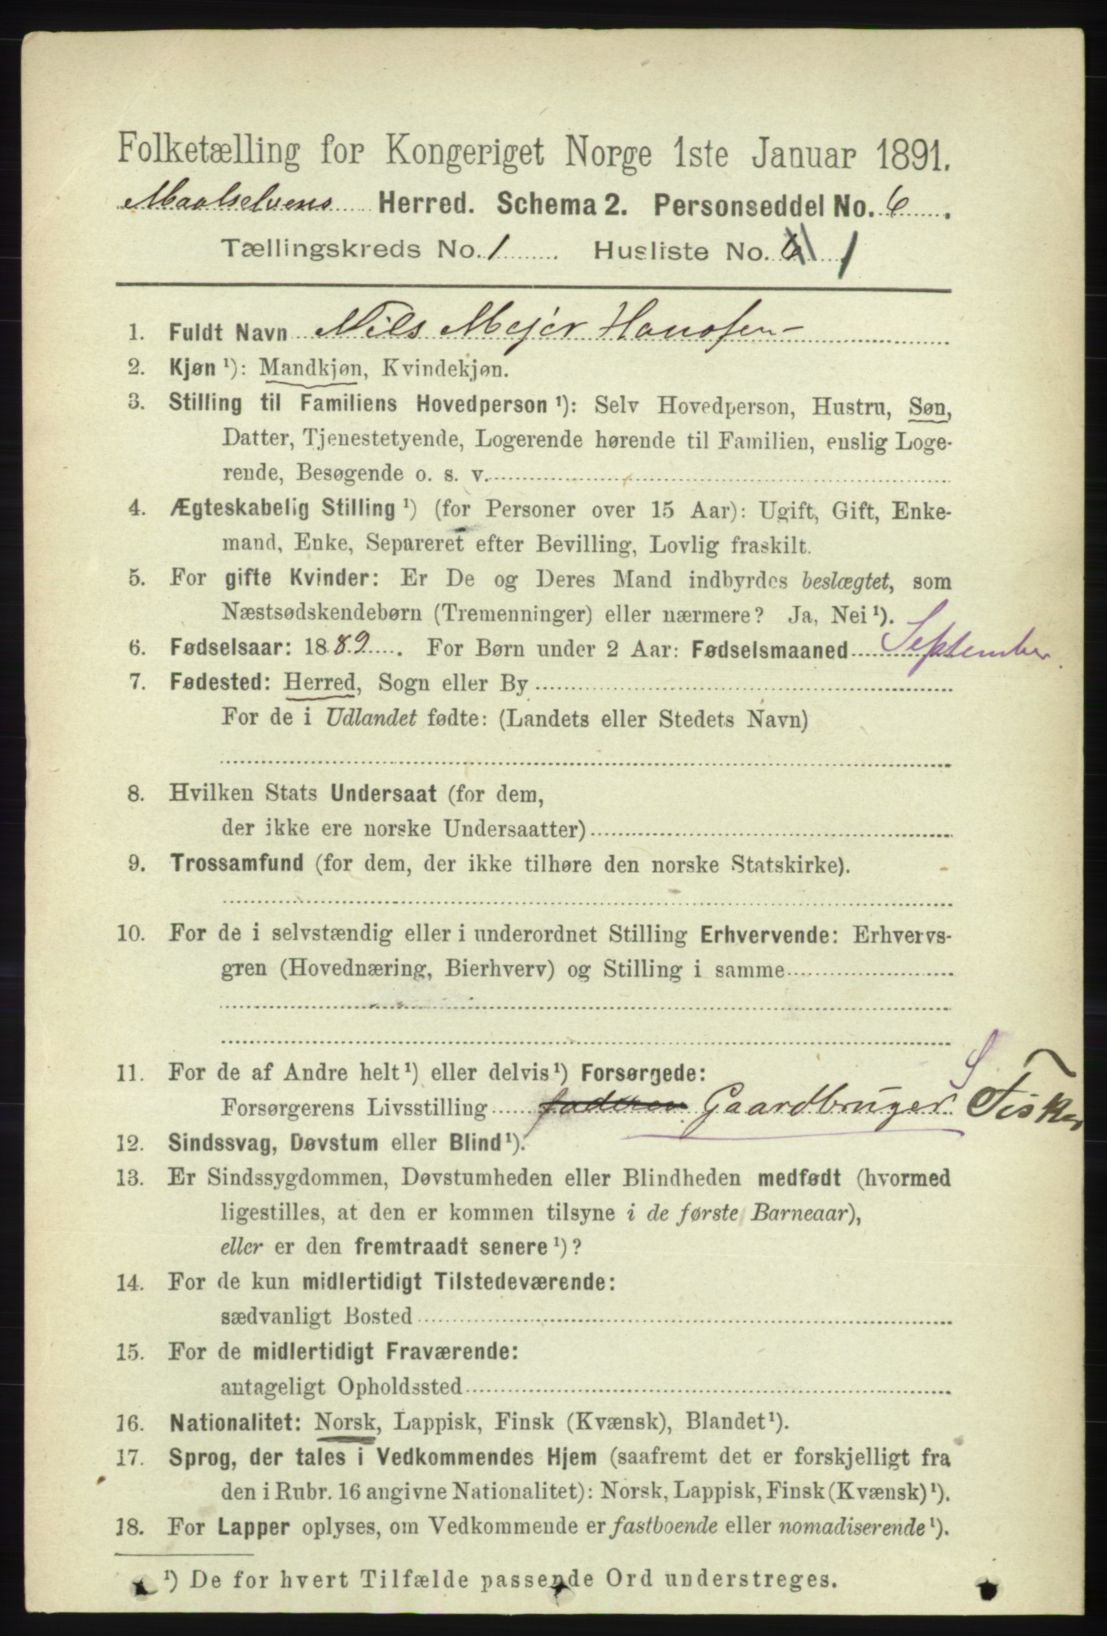 Folketælling for Kongeriget Norge 1ste Januar 1891.
Maalselvens Herred. Schema 2. Personseddel No. 6.
Tællingskreds No. 1 Husliste No. 1
1. Fuldt Navn Nils Mejer Hansen
2. Kjøn ¹): Mandkjøn, Kvindekjøn.
3. Stilling til Familiens Hovedperson ¹): Selv Hovedperson, Hustru, Søn,
Datter, Tjenestetyende, Logerende hørende til Familien, enslig Loge-
rende, Besøgende o. s. v.
4. Ægteskabelig Stilling ¹) (for Personer over 15 Aar): Ugift, Gift, Enke-
mand, Enke, Separeret efter Bevilling, Lovlig fraskilt.
5. For gifte Kvinder: Er De og Deres Mand indbyrdes beslægtet, som
Næstsødskendebørn (Tremenninger) eller nærmere? Ja, Nei ¹).
6. Fødselsaar: 1889. For Børn under 2 Aar: Fødselsmaaned September.
7. Fødested: Herred, Sogn eller By
For de i Udlandet fødte: (Landets eller Stedets Navn)
8. Hvilken Stats Undersaat (for dem,
der ikke ere norske Undersaatter)
9. Trossamfund (for dem, der ikke tilhøre den norske Statskirke).
10. For de i selvstændig eller i underordnet Stilling Erhvervende: Erhvervs-
gren (Hovednæring, Bierhverv) og Stilling i samme
11. For de af Andre helt ¹) eller delvis ¹) Forsørgede:
S
Forsørgerens Livsstilling faderen Gaardbruger Fisker
12. Sindssvag, Døvstum eller Blind ¹).
13. Er Sindssygdommen, Døvstumheden eller Blindheden medfødt (hvormed
ligestilles, at den er kommen tilsyne i de første Barneaar),
eller er den fremtraadt senere ¹)?
14. For de kun midlertidigt Tilstedeværende:
sædvanligt Bosted
15. For de midlertidigt Fraværende:
antageligt Opholdssted
16. Nationalitet: Norsk, Lappisk, Finsk (Kvænsk), Blandet ¹).
17. Sprog, der tales i Vedkommendes Hjem (saafremt det er forskjelligt fra
den i Rubr. 16 angivne Nationalitet): Norsk, Lappisk, Finsk (Kvænsk) ¹).
18. For Lapper oplyses, om Vedkommende er fastboende eller nomadiserende ¹).
¹) De for hvert Tilfælde passende Ord understreges.